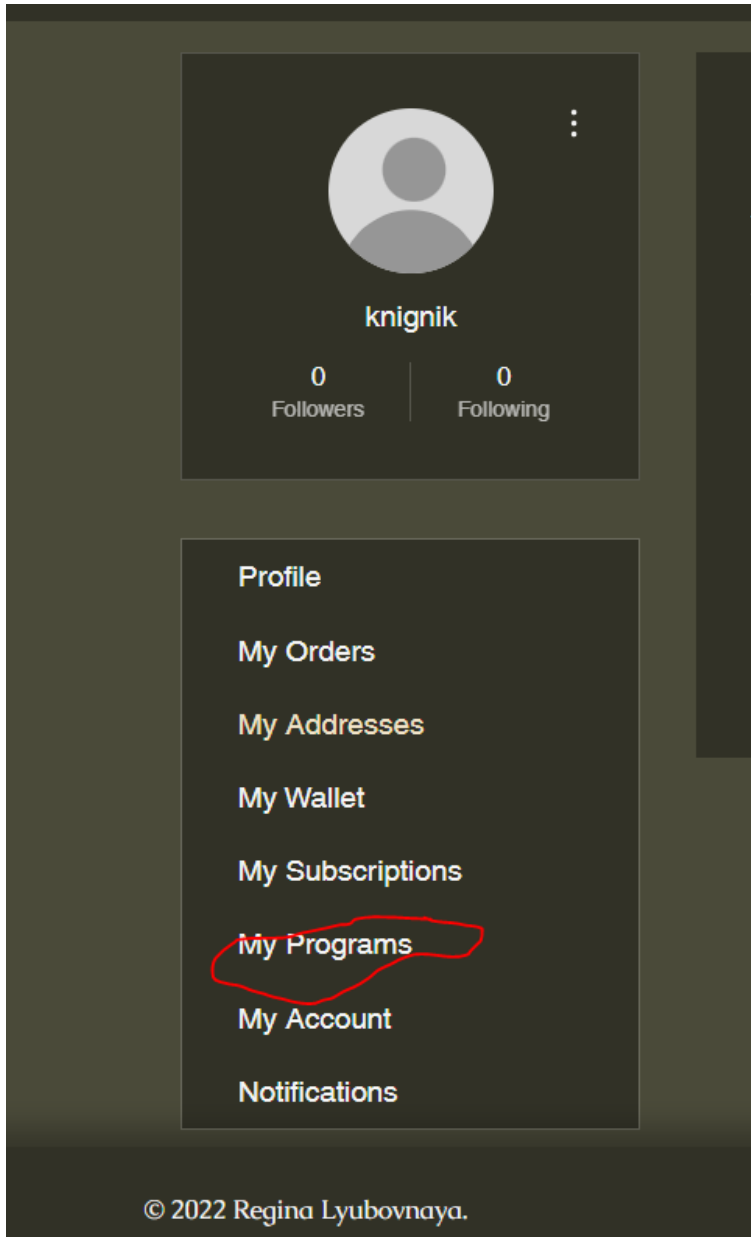 knignik
0 0
Followers Following
Profile
My Orders
My Addresses
My Wallet
My Subscriptions
My Programs
My Account
Notifications
© 2022 Regina Lyubovnaya.